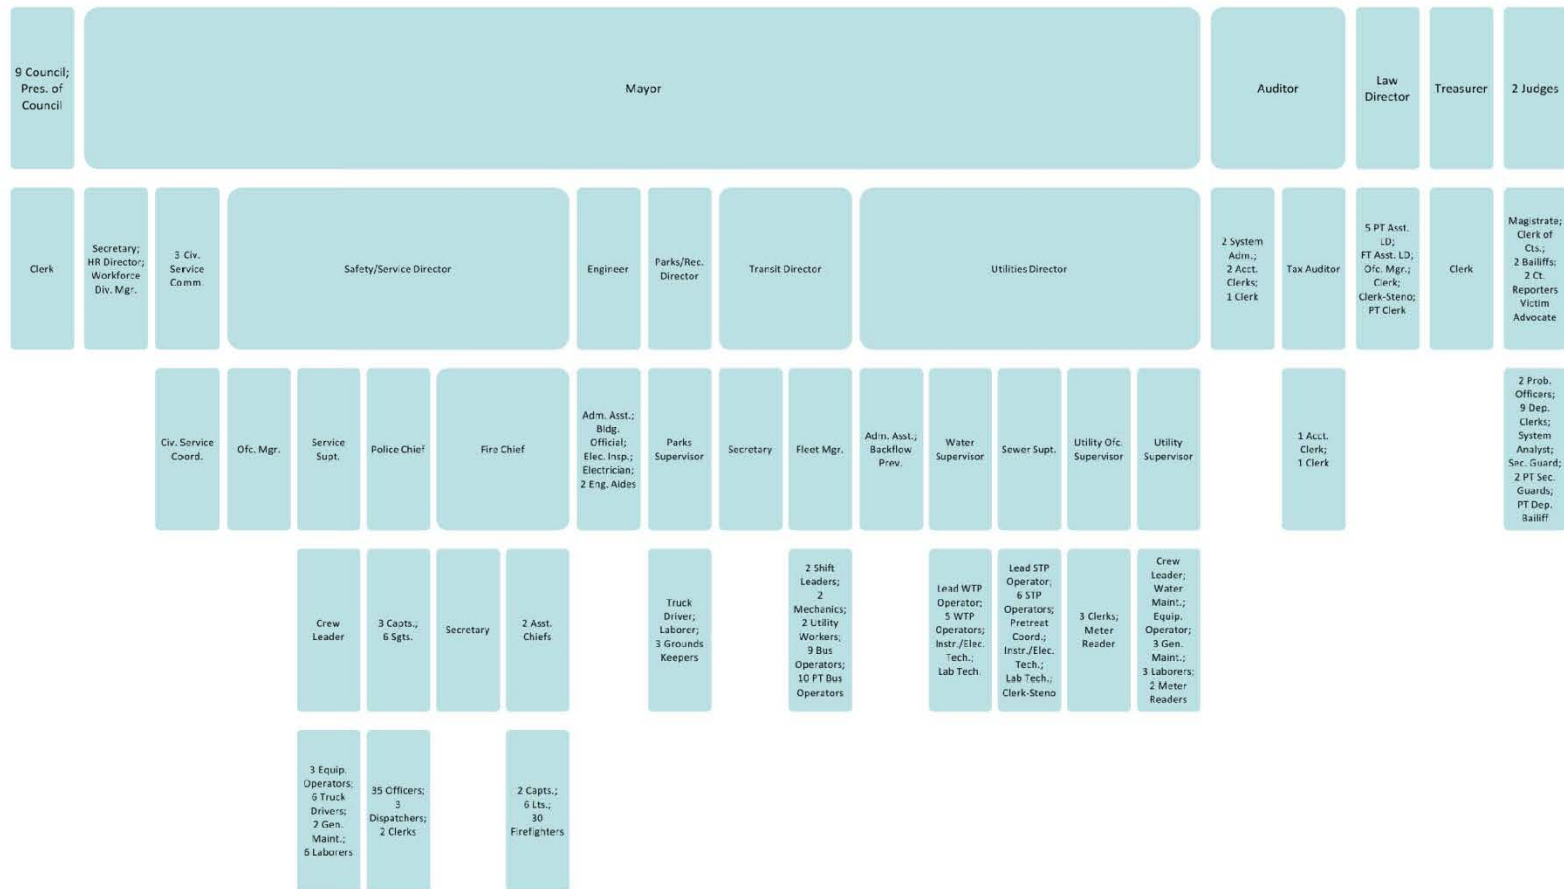 9 Council;
Pres. of
Council
Mayor
Auditor
Law
Director
Treasurer
2 Judges
Clerk
Secretary;
HR Director;
Workforce
Div. Mgr.
3 Civ.
Service
Comm.
Safety/Service Director
Engineer
Parks/Rec.
Director
Transit Director
Utilities Director
2 System
Adm.;
2 Acct.
Clerks;
1 Clerk
Tax Auditor
5 PT Asst.
LD;
FT Asst. LD,
Ofc. Mgr.;
Clerk;
Clerk-Steno;
PT Clerk
Clerk
Magistrate;
Clerk of
Cts.;
2 Bailiffs;
2 Ct.
Reporters
Victim
Advocate
Civ. Service
Coord.
Ofc. Mgr.
Service
Supt.
Police Chief
Fire Chief
Adm. Asst.;
Bldg.
Official;
Elec. Insp.;
Electrician;
2 Eng. Aides
Parks
Supervisor
Secretary
Fleet Mgr.
Adm. Asst.;
Backflow
Prev.
Water
Supervisor
Sewer Supt.
Utility Ofc.
Supervisor
Utility
Supervisor
1 Acct.
Clerk;
1 Clerk
2 Prob.
Officers;
9 Dep.
Clerks;
System
Analyst;
Sec. Guard;
2 PT Sec.
Guards;
PT Dep.
Bailiff
Crew
Leader
3 Capts.;
6 Sgts.
Secretary
2 Asst.
Chiefs
Truck
Driver;
Laborer;
3 Grounds
Keepers
2 Shift
Leaders;
2
Mechanics;
2 Utility
Workers;
9 Bus
Operators;
10 PT Bus
Operators
Lead WTP
Operator;
5 WTP
Operators;
Instr./Elec.
Tech.;
Lab Tech.
Lead STP
Operator;
6 STP
Operators;
Pretreat
Coord.;
Instr./Elec.
Tech.;
Lab Tech.;
Clerk-Steno
3 Clerks;
Meter
Reader
Crew
Leader;
Water
Maint.;
Equip.
Operator;
3 Gen.
Maint.;
3 Laborers;
2 Meter
Readers
3 Equip.
Operators;
6 Truck
Drivers;
2 Gen.
Maint.;
6 Laborers
35 Officers;
3
Dispatchers;
2 Clerks
2 Capts.;
6 Lts.;
30
Firefighters